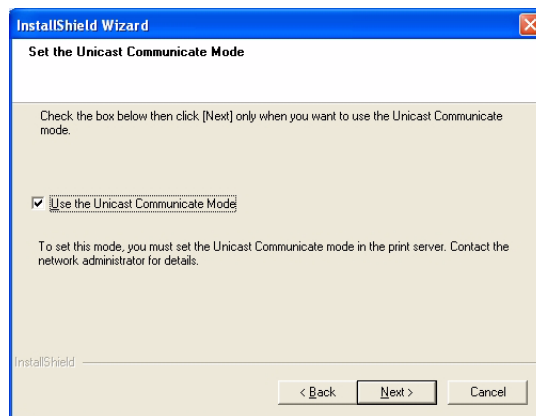 InstallShield Wizard
Set the Unicast Communicate Mode
Check the box below then click [Next] only when you want to use the Unicast Communicate
mode.
Use the Unicast Communicate Mode
To set this mode, you must set the Unicast Communicate mode in the print server. Contact the
network administrator for details.
InstallShield
< Back Next > Cancel